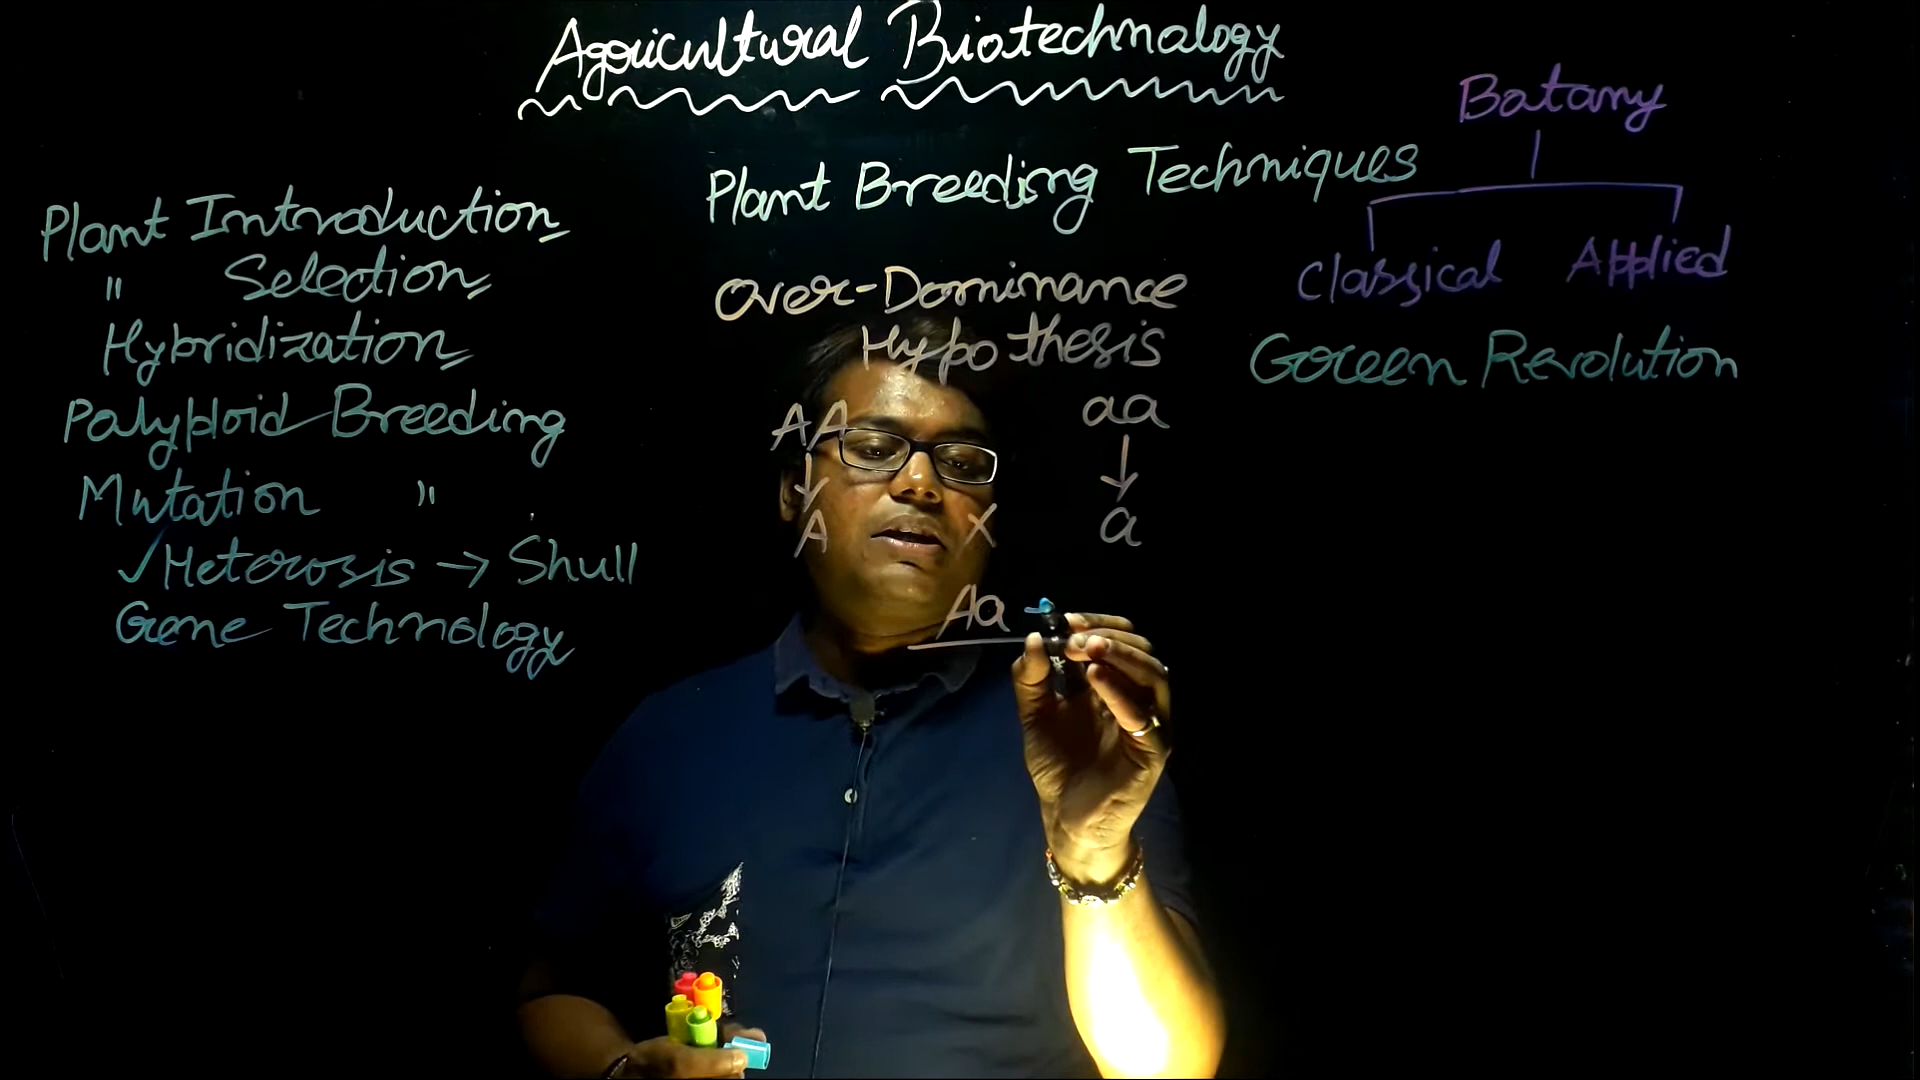 Agricultural Biotechnology
Plant Breeding Techniques
Plant Introduction
" Selection
Hybridization
Polyploid Breeding
Mutation "
✓Heterosis → Shull
Gene Technology
Over-Dominance
Hypothesis
AA aa
↓ ↓
A X a
Aa
Botany
Classical Applied
Green Revolution